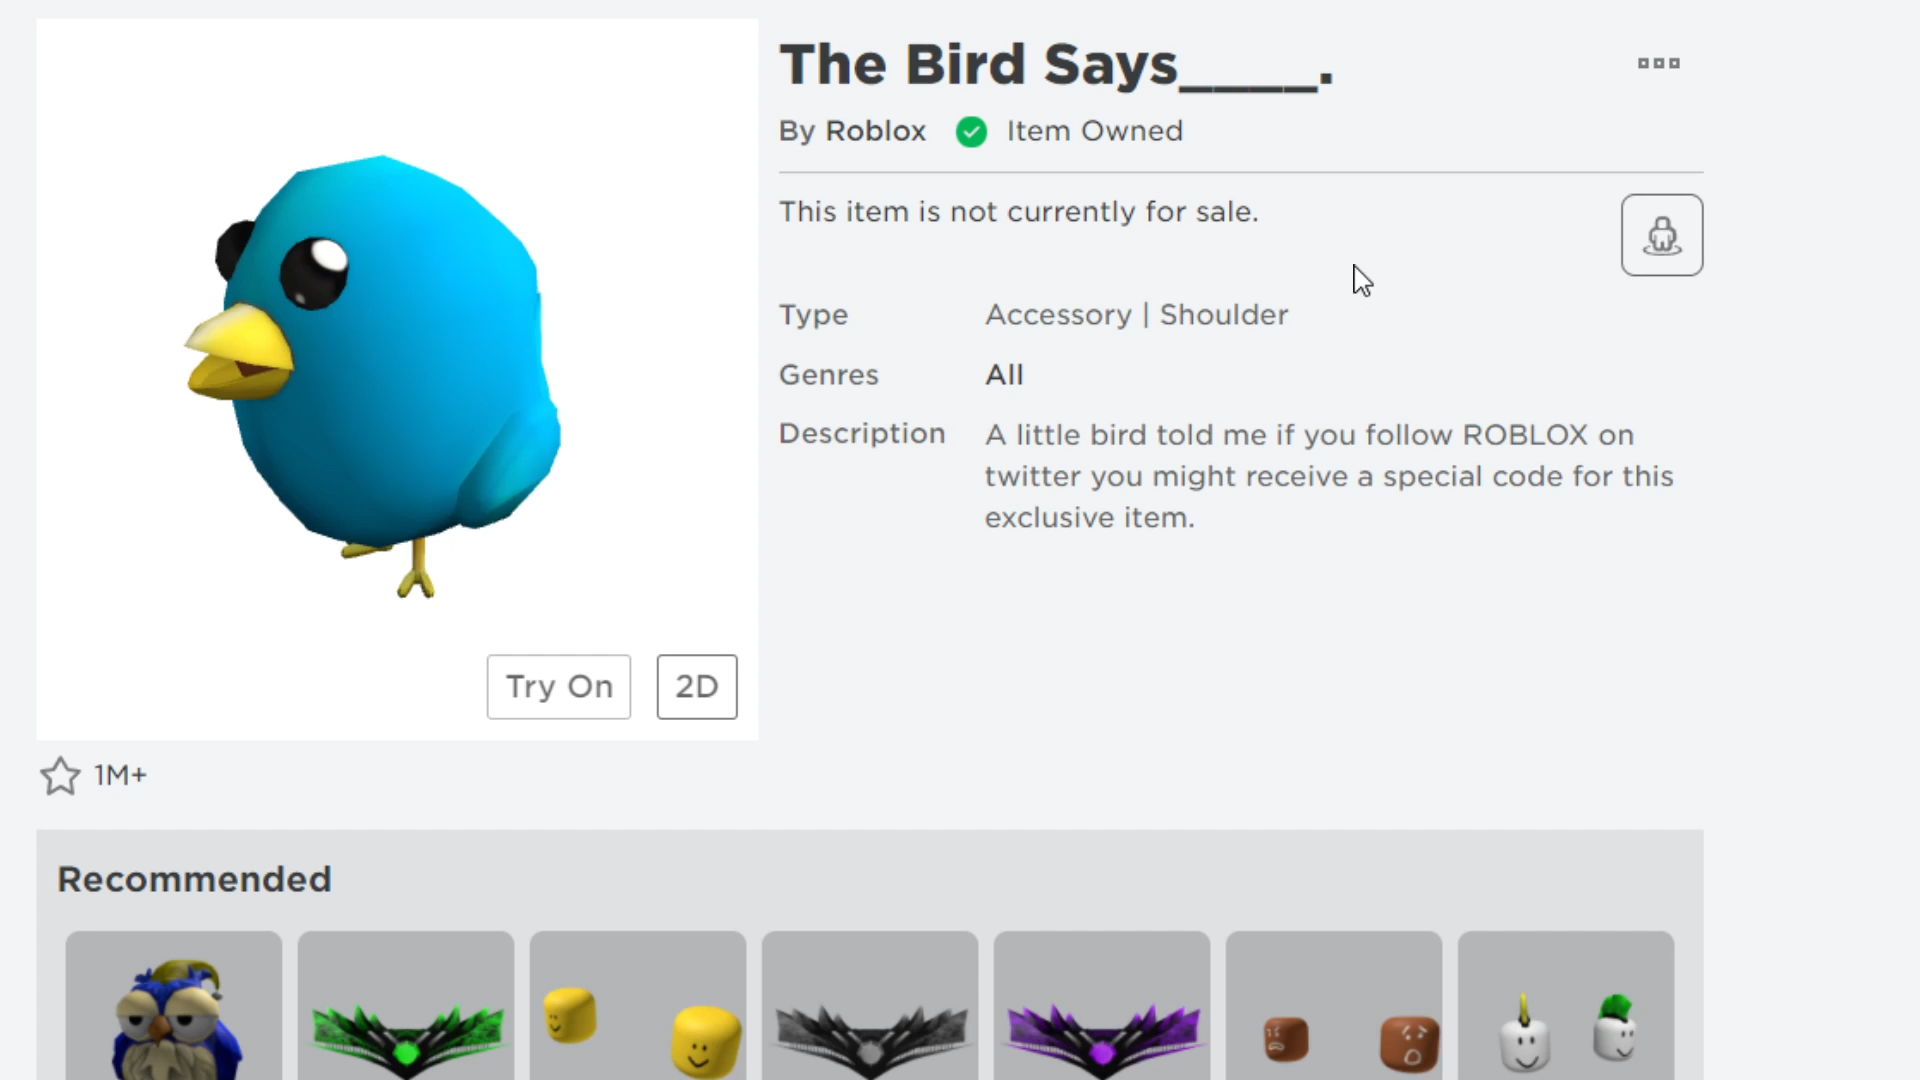 The Bird Says____.
By Roblox Item Owned
This item is not currently for sale.
Type Accessory | Shoulder
Genres All
Description A little bird told me if you follow ROBLOX on
twitter you might receive a special code for this
exclusive item.
Try On 2D
1M+
Recommended